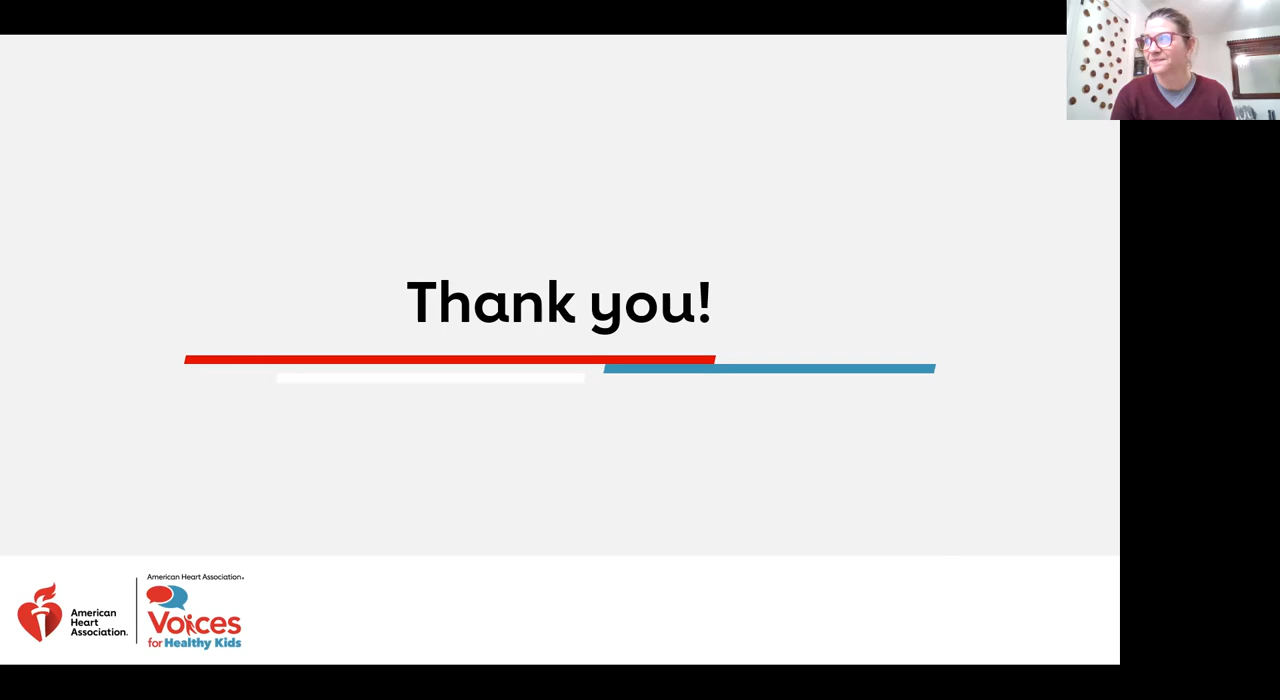 Thank you!
American
Heart
Association.
American Heart Association.
Voices
for Healthy Kids